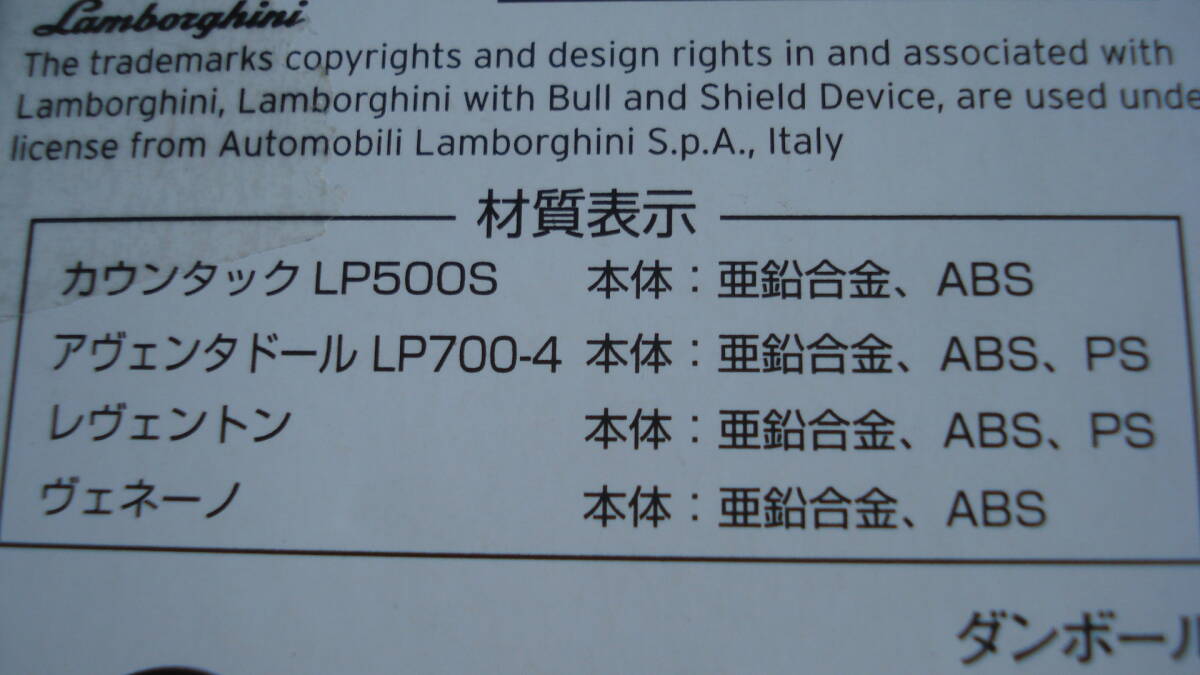 Lamborghini
The trademarks copyrights and design rights in and associated with
Lamborghini, Lamborghini with Bull and Shield Device, are used unde
license from Automobili Lamborghini S.p.A., Italy
材質表示
カウンタック LP500S 本体：亜鉛合金、ABS
アヴェンタドール LP700-4 本体：亜鉛合金、ABS、PS
レヴェントン 本体：亜鉛合金、ABS、PS
ヴェネーノ 本体：亜鉛合金、ABS
ダンボール